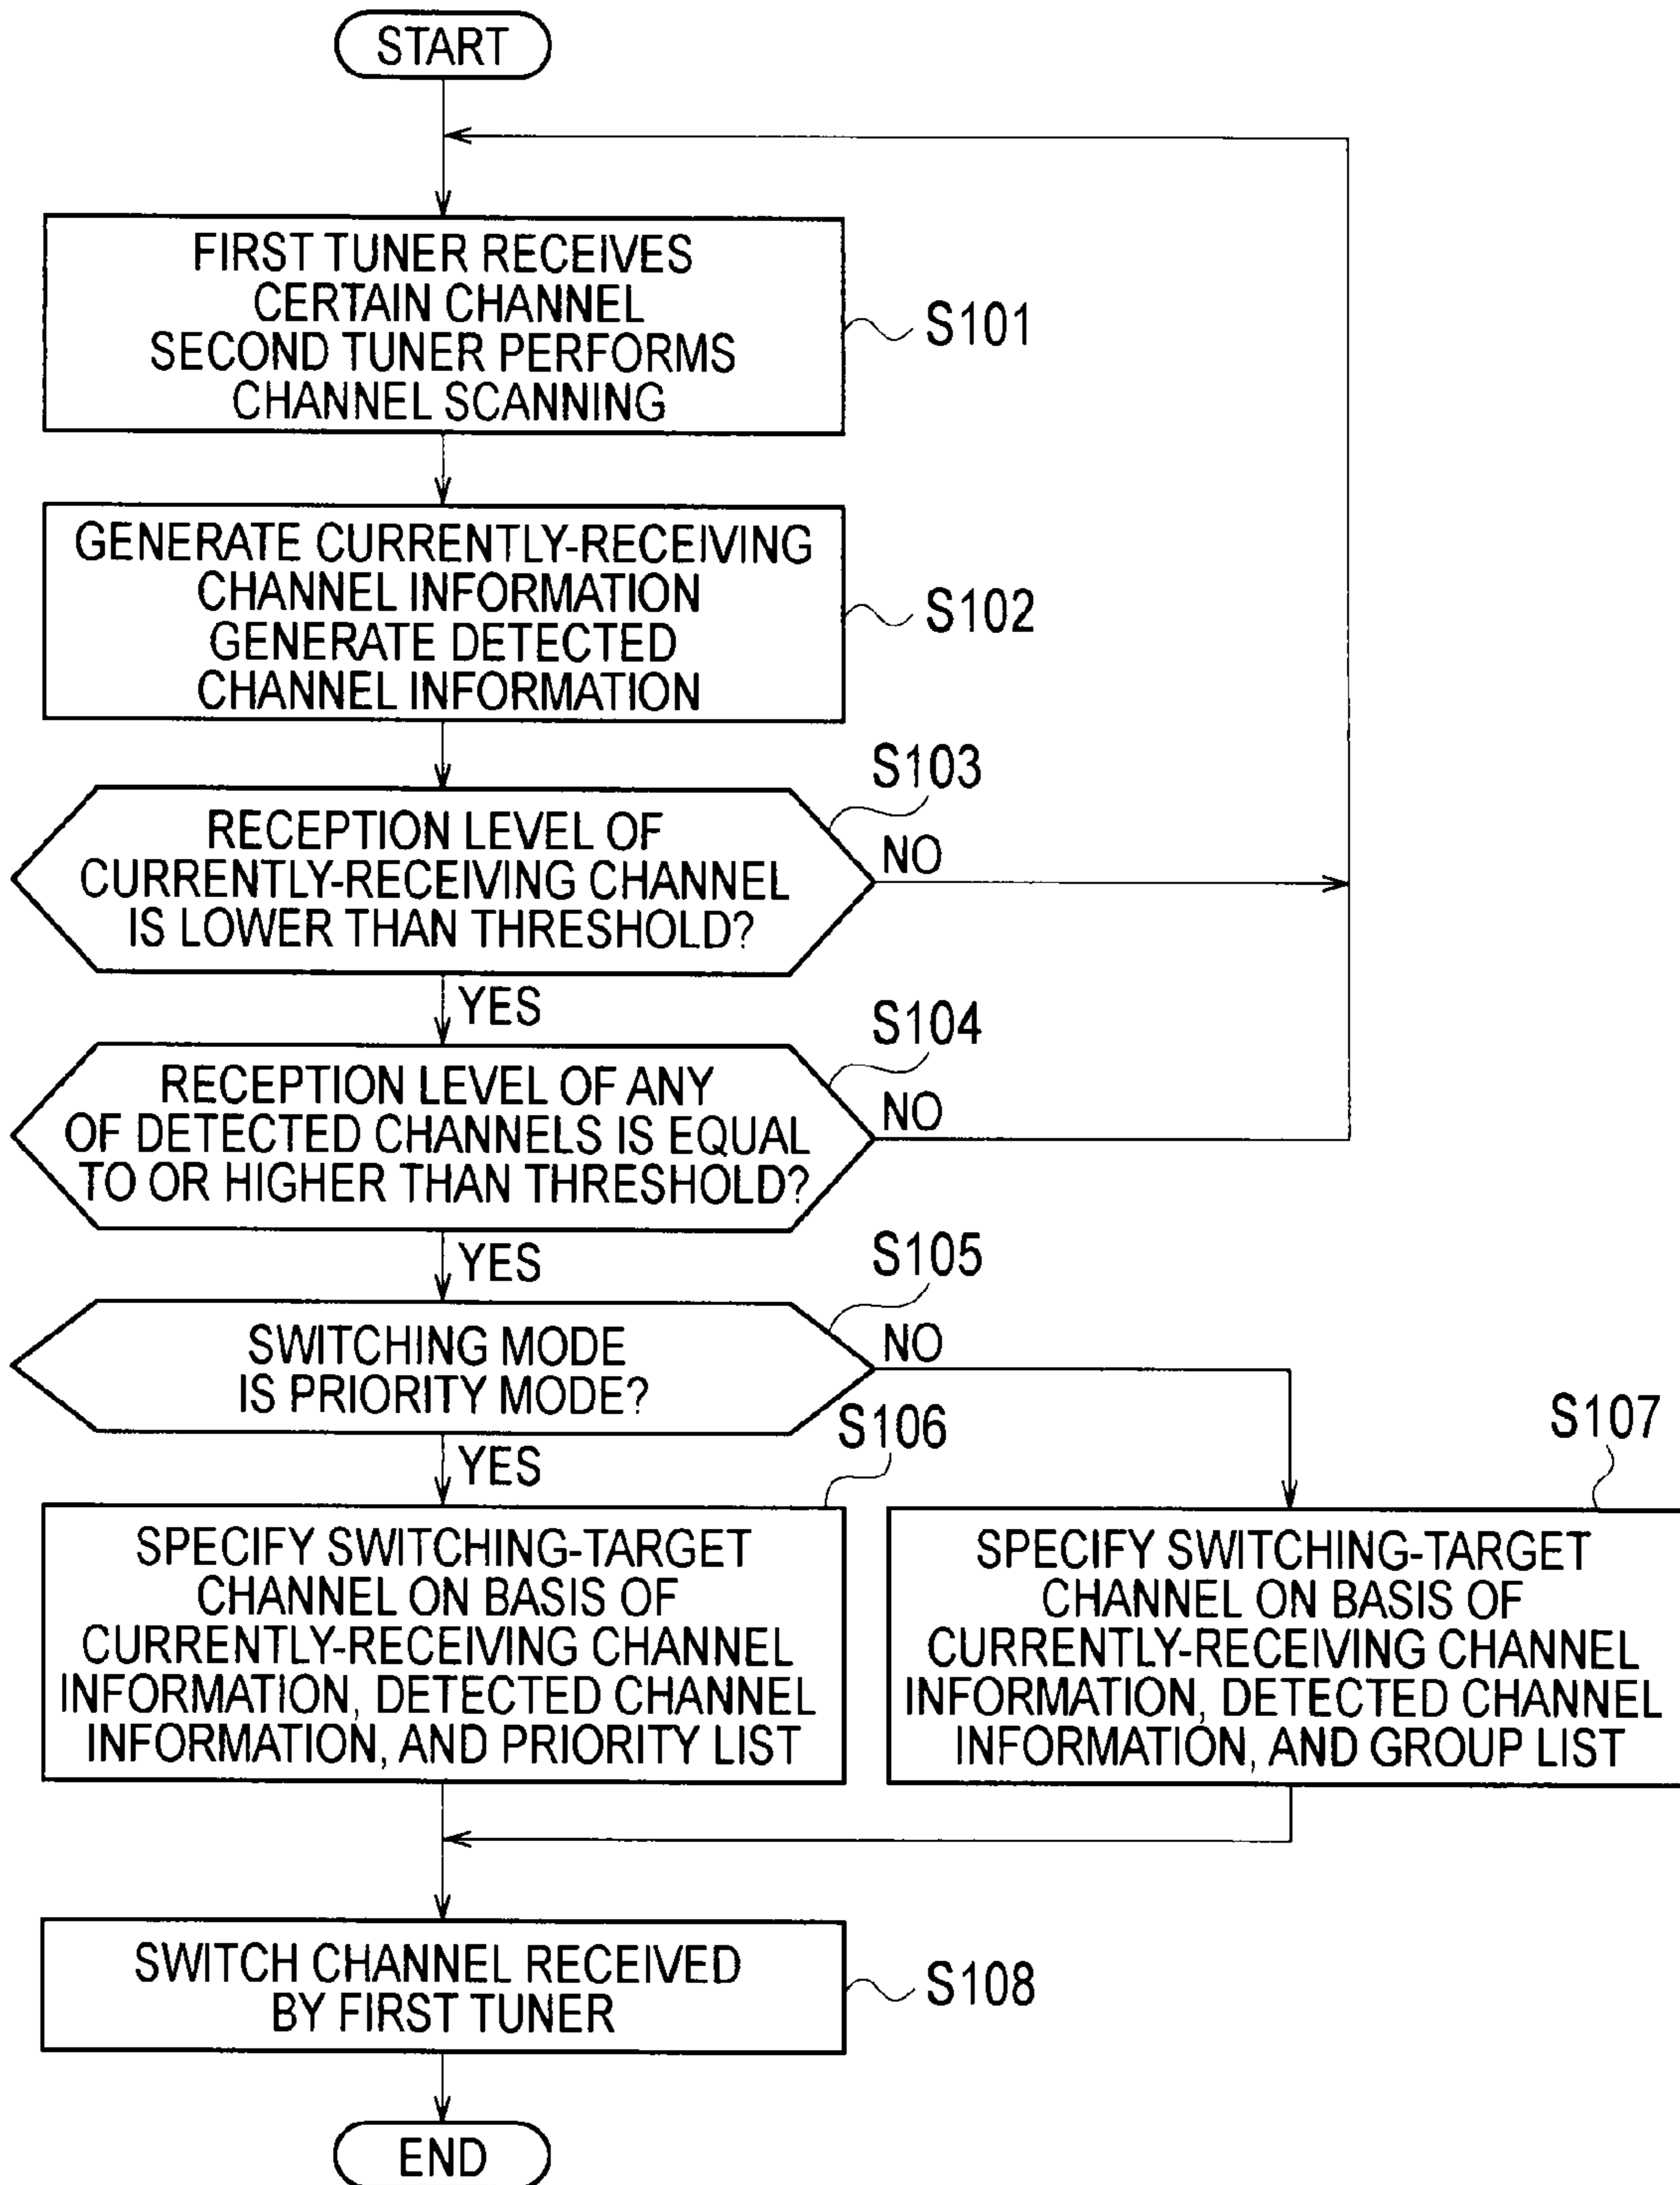 START
FIRST TUNER RECEIVES
CERTAIN CHANNEL
SECOND TUNER PERFORMS
CHANNEL SCANNING
S101
GENERATE CURRENTLY-RECEIVING
CHANNEL INFORMATION
GENERATE DETECTED
CHANNEL INFORMATION
S102
S103
RECEPTION LEVEL OF
CURRENTLY-RECEIVING CHANNEL
IS LOWER THAN THRESHOLD?
NO
YES
S104
RECEPTION LEVEL OF ANY
OF DETECTED CHANNELS IS EQUAL
TO OR HIGHER THAN THRESHOLD?
NO
YES
S105
SWITCHING MODE
IS PRIORITY MODE?
NO
YES
S106
SPECIFY SWITCHING-TARGET
CHANNEL ON BASIS OF
CURRENTLY-RECEIVING CHANNEL
INFORMATION, DETECTED CHANNEL
INFORMATION, AND PRIORITY LIST
S107
SPECIFY SWITCHING-TARGET
CHANNEL ON BASIS OF
CURRENTLY-RECEIVING CHANNEL
INFORMATION, DETECTED CHANNEL
INFORMATION, AND GROUP LIST
SWITCH CHANNEL RECEIVED
BY FIRST TUNER
S108
END